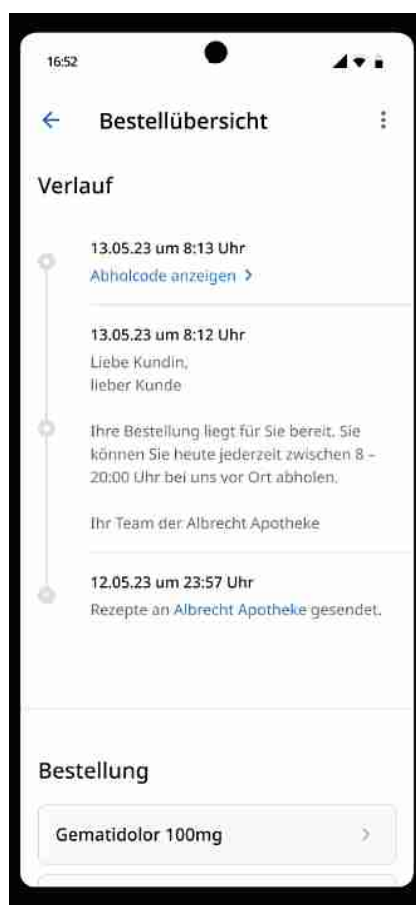 16:52
Bestellübersicht
Verlauf
13.05.23 um 8:13 Uhr
Abholcode anzeigen
13.05.23 um 8:12 Uhr
Liebe Kundin,
lieber Kunde
Ihre Bestellung liegt für Sie bereit. Sie
können Sie heute jederzeit zwischen 8 –
20:00 Uhr bei uns vor Ort abholen.
Ihr Team der Albrecht Apotheke
12.05.23 um 23:57 Uhr
Rezepte an Albrecht Apotheke gesendet.
Bestellung
Gematidolor 100mg